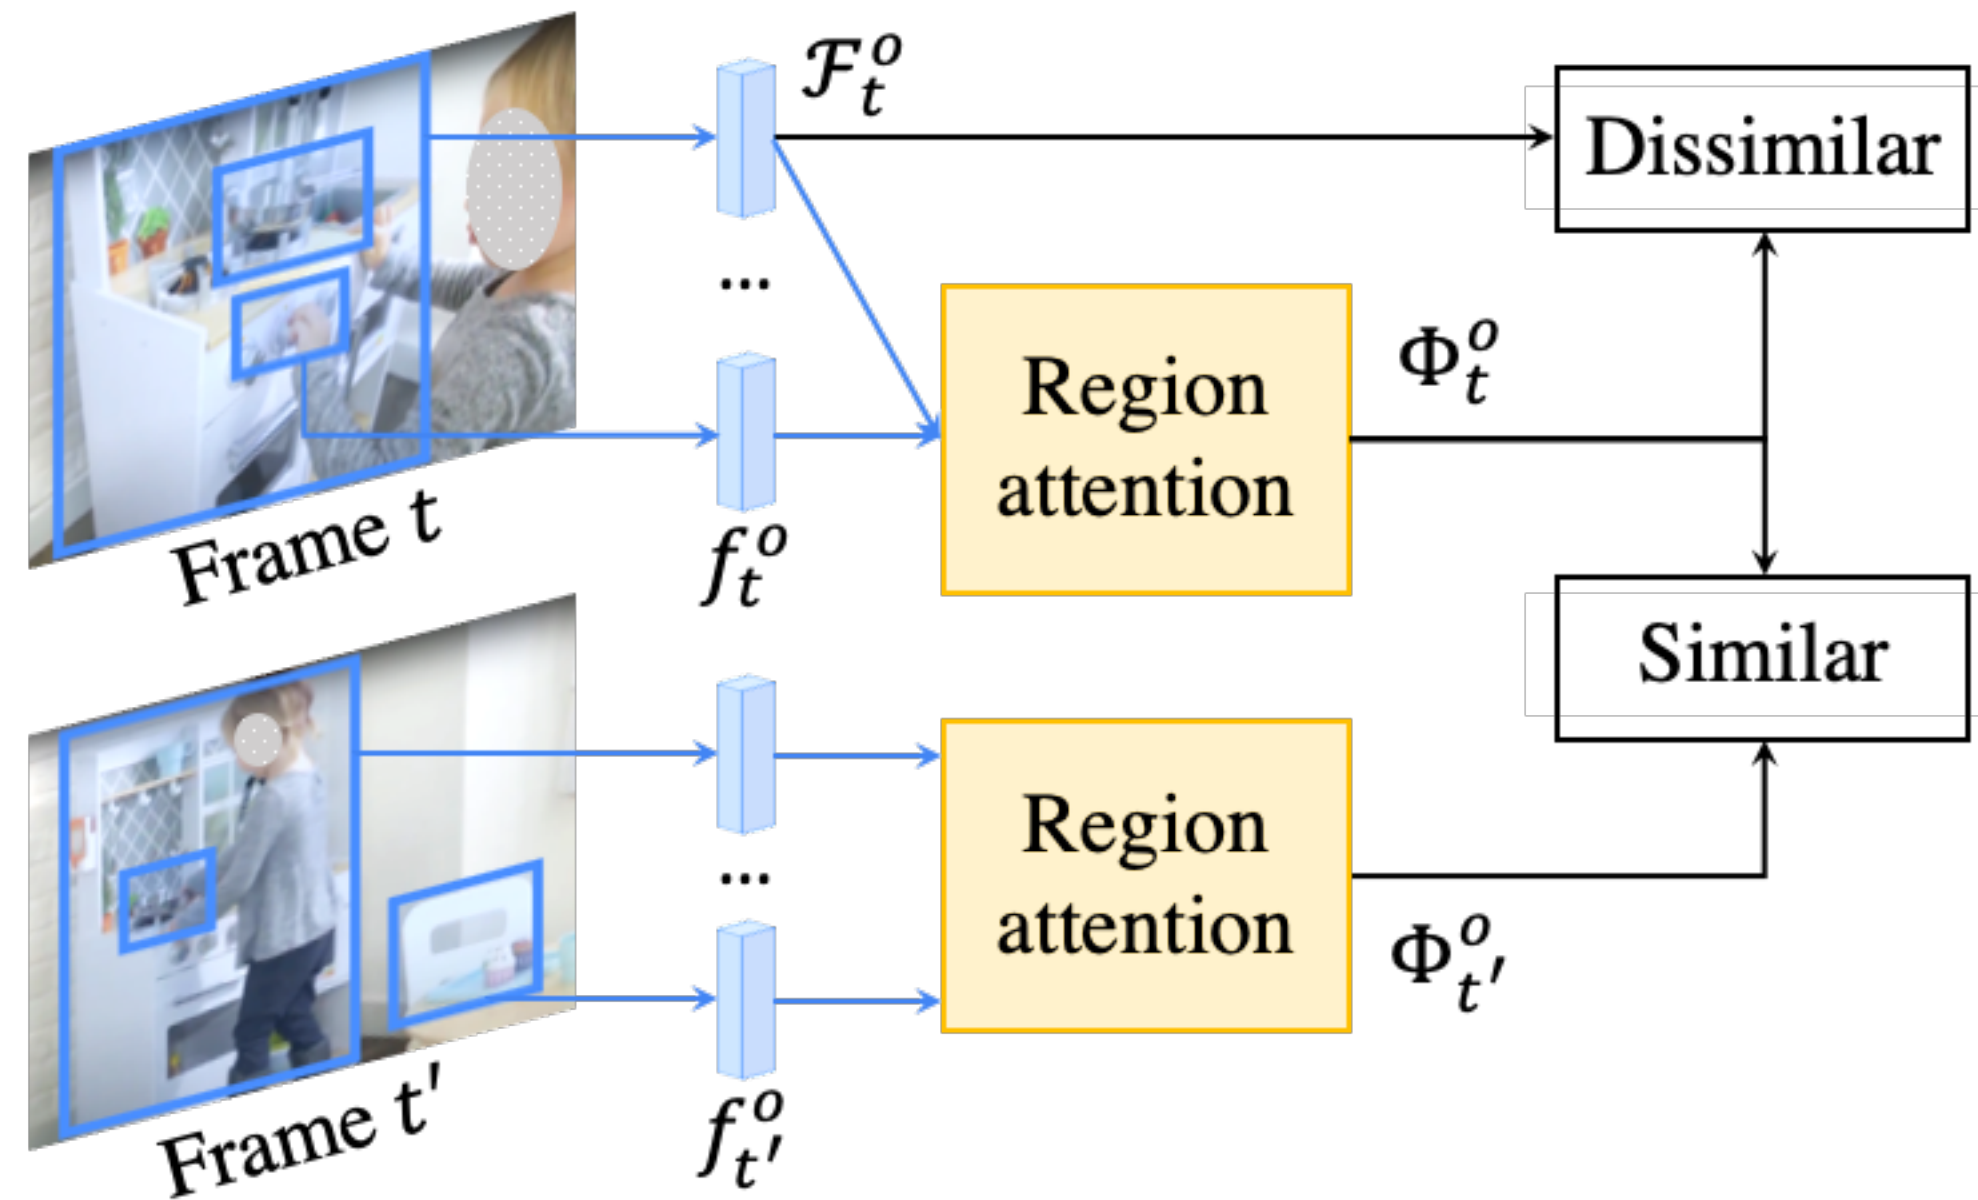 ℱₜᵒ
Dissimilar
...
Region
attention
Φₜᵒ
Frame t
fₜᵒ
Similar
...
Region
attention
Φₜ′ᵒ
Frame t′
fₜ′ᵒ